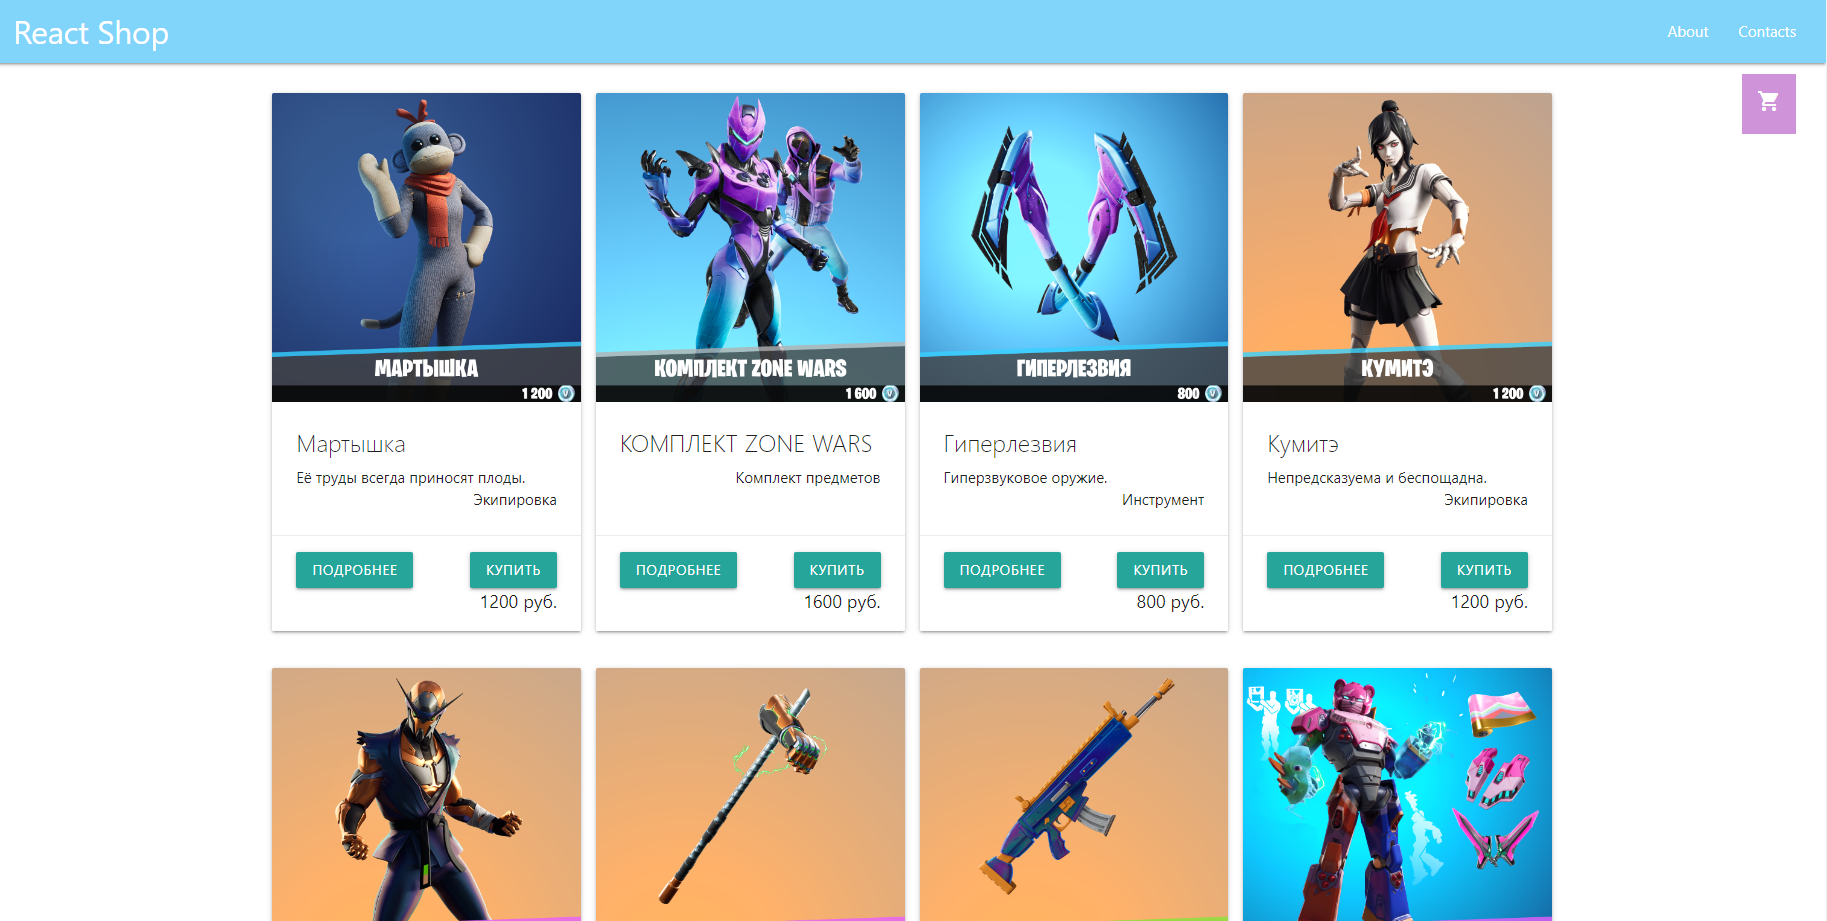 React Shop
About
Contacts
МАРТЫШКА
1 200
КОМПЛЕКТ ZONE WARS
1 600
ГИПЕРЛЕЗВИЯ
800
КУМИТЭ
1 200
Мартышка
Её труды всегда приносят плоды.
Экипировка
ПОДРОБНЕЕ
КУПИТЬ
1200 руб.
КОМПЛЕКТ ZONE WARS
Комплект предметов
ПОДРОБНЕЕ
КУПИТЬ
1600 руб.
Гиперлезвия
Гиперзвуковое оружие.
Инструмент
ПОДРОБНЕЕ
КУПИТЬ
800 руб.
Кумитэ
Непредсказуема и беспощадна.
Экипировка
ПОДРОБНЕЕ
КУПИТЬ
1200 руб.